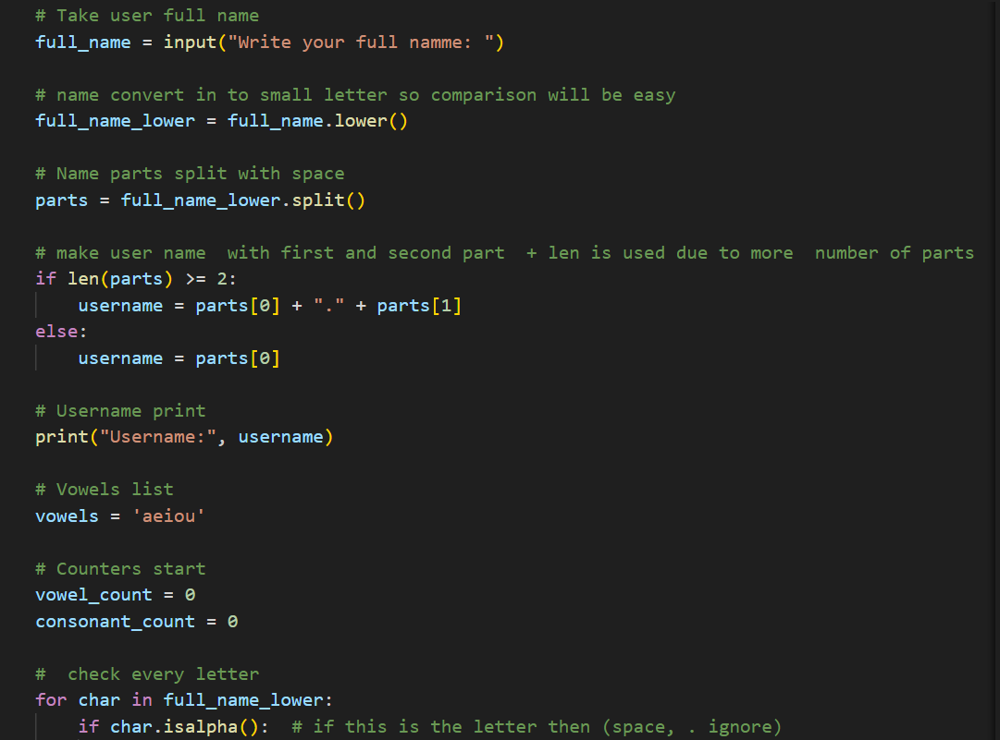 # Take user full name
full_name = input("Write your full namme: ")
# name convert in to small letter so comparison will be easy
full_name_lower = full_name.lower()
# Name parts split with space
parts = full_name_lower.split()
# make user name  with first and second part  + len is used due to more  number of parts
if len(parts) >= 2:
    username = parts[0] + "." + parts[1]
else:
    username = parts[0]
# Username print
print("Username:", username)
# Vowels list
vowels = 'aeiou'
# Counters start
vowel_count = 0
consonant_count = 0
#  check every letter
for char in full_name_lower:
    if char.isalpha():  # if this is the letter then (space, . ignore)